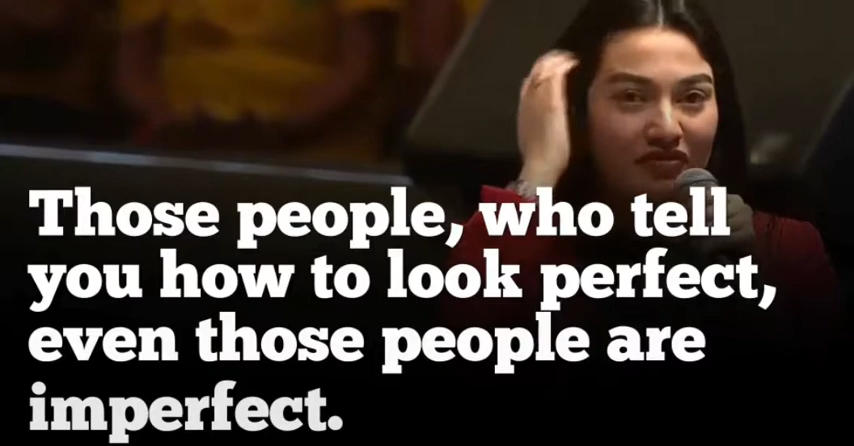 Those people, who tell
you how to look perfect,
even those people are
imperfect.